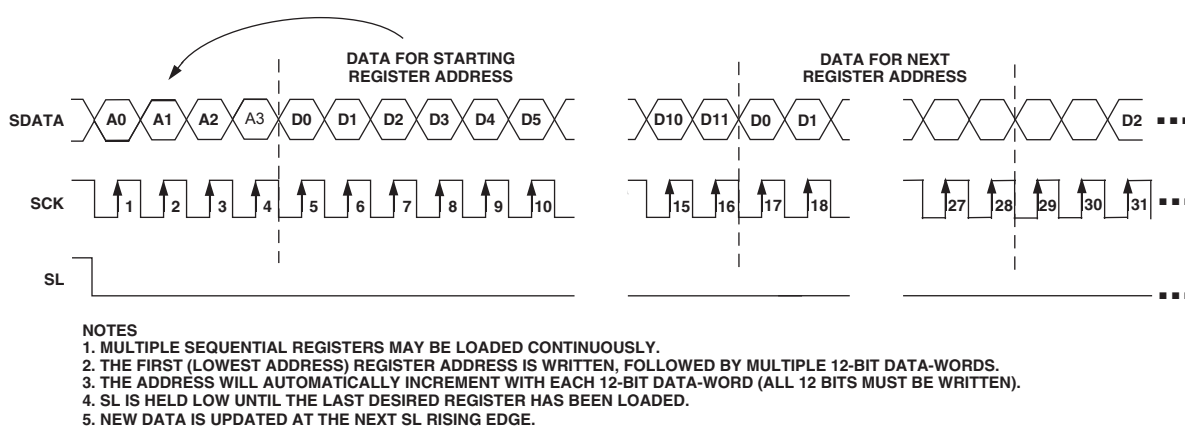 DATA FOR STARTING
REGISTER ADDRESS
DATA FOR NEXT
REGISTER ADDRESS
SDATA A0 A1 A2 A3 D0 D1 D2 D3 D4 D5 D10 D11 D0 D1 D2
SCK 1 2 3 4 5 6 7 8 9 10 15 16 17 18 27 28 29 30 31
SL
NOTES
1. MULTIPLE SEQUENTIAL REGISTERS MAY BE LOADED CONTINUOUSLY.
2. THE FIRST (LOWEST ADDRESS) REGISTER ADDRESS IS WRITTEN, FOLLOWED BY MULTIPLE 12-BIT DATA-WORDS.
3. THE ADDRESS WILL AUTOMATICALLY INCREMENT WITH EACH 12-BIT DATA-WORD (ALL 12 BITS MUST BE WRITTEN).
4. SL IS HELD LOW UNTIL THE LAST DESIRED REGISTER HAS BEEN LOADED.
5. NEW DATA IS UPDATED AT THE NEXT SL RISING EDGE.